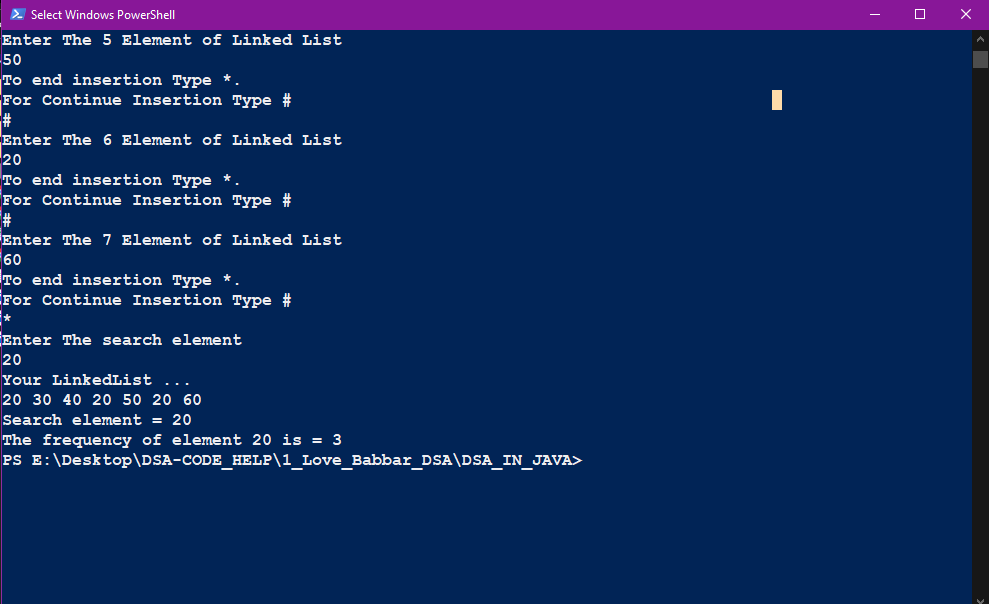 Select Windows PowerShell
Enter The 5 Element of Linked List
50
To end insertion Type *.
For Continue Insertion Type #
#
Enter The 6 Element of Linked List
20
To end insertion Type *.
For Continue Insertion Type #
#
Enter The 7 Element of Linked List
60
To end insertion Type *.
For Continue Insertion Type #
*
Enter The search element
20
Your LinkedList ...
20 30 40 20 50 20 60
Search element = 20
The frequency of element 20 is = 3
PS E:\Desktop\DSA-CODE_HELP\1_Love_Babbar_DSA\DSA_IN_JAVA>